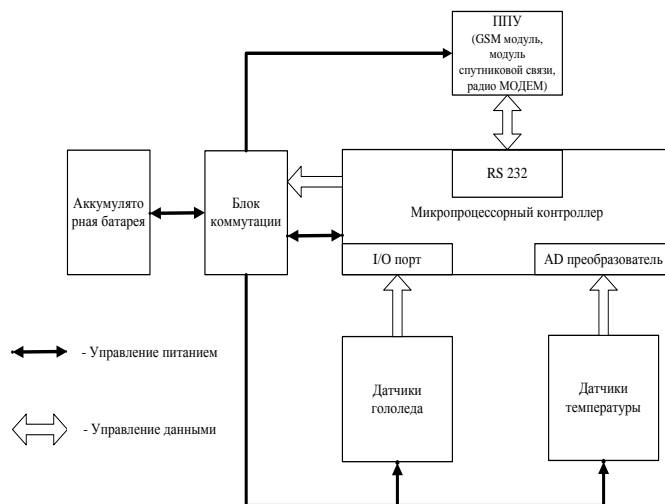 ППУ
(GSM модуль,
модуль
спутниковой связи,
радио МОДЕМ)
RS 232
Аккумулято
рная батарея
Блок
коммутации
Микропроцессорный контроллер
I/O порт
AD преобразователь
- Управление питанием
Датчики
гололеда
Датчики
температуры
- Управление данными